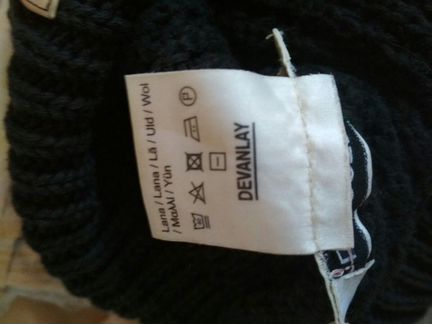 Lana / Lana / Lã / Uld / Wol
/ Μαλλί / Yün
P
DEVANLAY